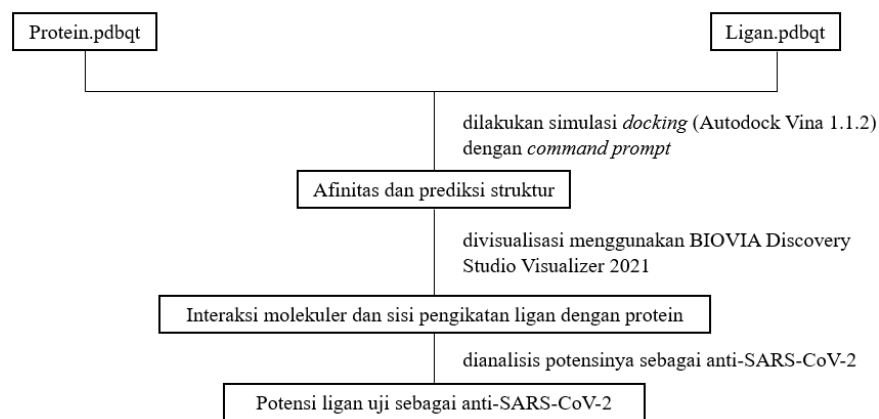 Protein.pdbqt
Ligan.pdbqt
dilakukan simulasi docking (Autodock Vina 1.1.2)
dengan command prompt
Afinitas dan prediksi struktur
divisualisasi menggunakan BIOVIA Discovery
Studio Visualizer 2021
Interaksi molekuler dan sisi pengikatan ligan dengan protein
dianalisis potensinya sebagai anti-SARS-CoV-2
Potensi ligan uji sebagai anti-SARS-CoV-2